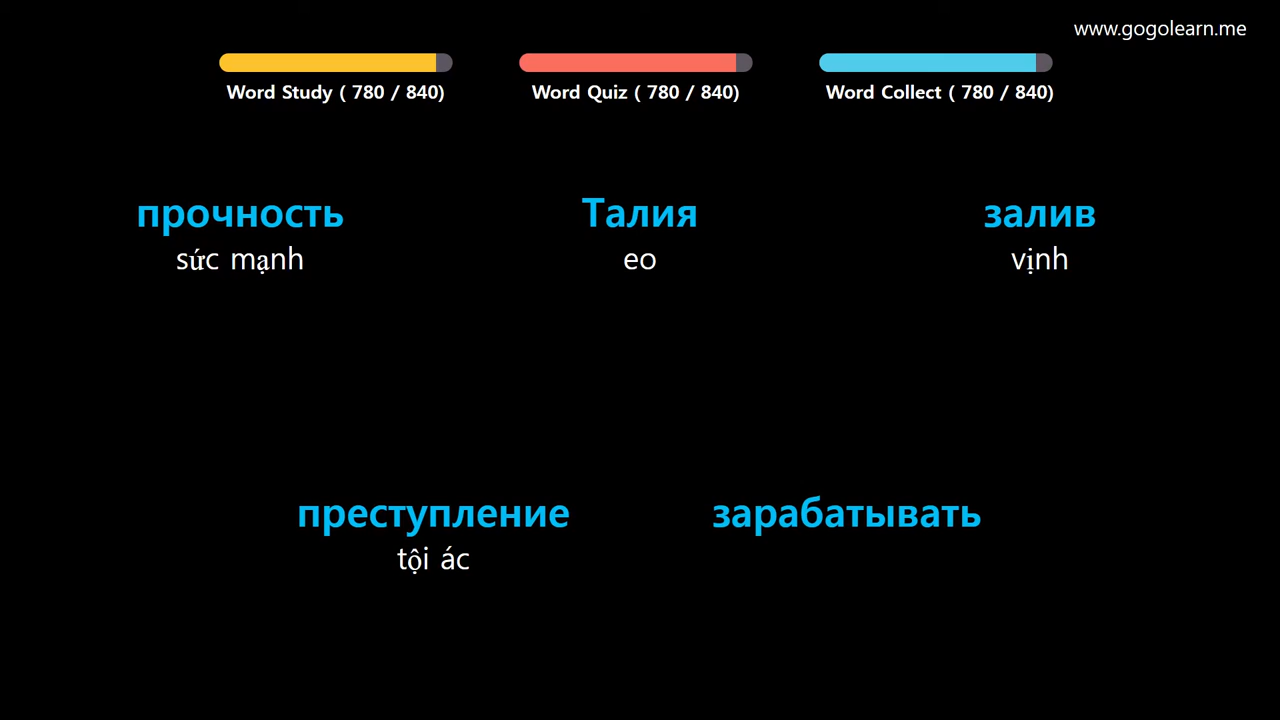 www.gogolearn.me
Word Study ( 780 / 840)
Word Quiz ( 780 / 840)
Word Collect ( 780 / 840)
прочность
sức mạnh
Талия
eo
залив
vịnh
преступление
tội ác
зарабатывать